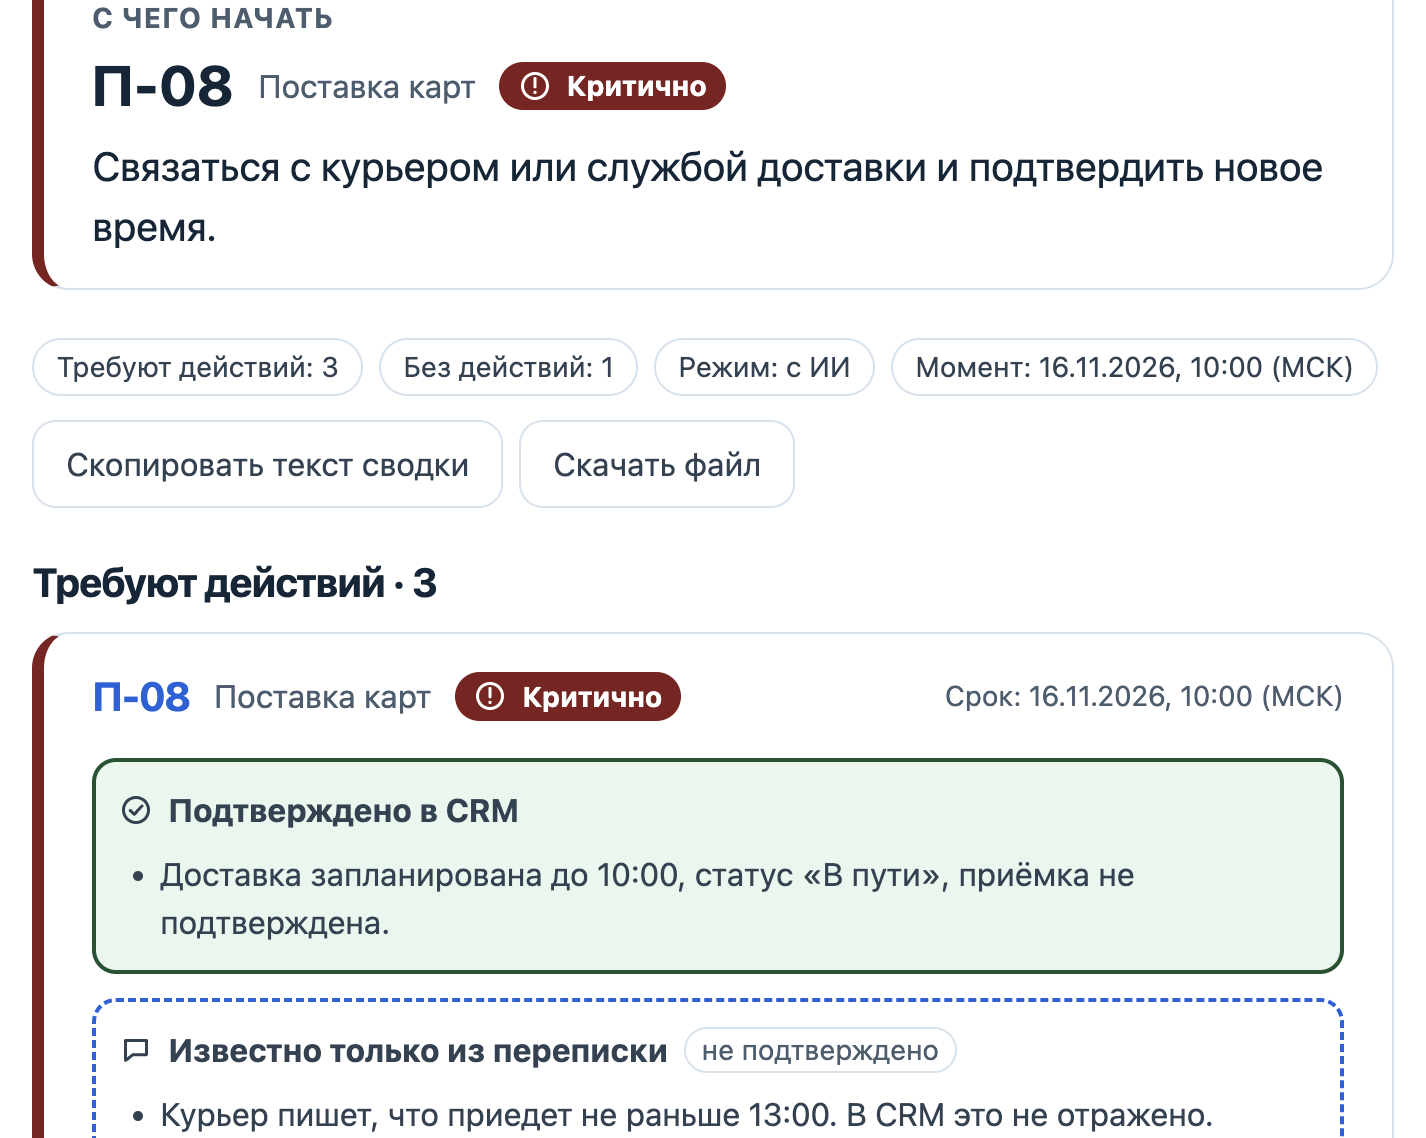 С ЧЕГО НАЧАТЬ
П-08 Поставка карт Критично
Связаться с курьером или службой доставки и подтвердить новое
время.
Требуют действий: 3 Без действий: 1 Режим: с ИИ Момент: 16.11.2026, 10:00 (МСК)
Скопировать текст сводки Скачать файл
Требуют действий · 3
П-08 Поставка карт Критично Срок: 16.11.2026, 10:00 (МСК)
Подтверждено в CRM
• Доставка запланирована до 10:00, статус «В пути», приёмка не
подтверждена.
Известно только из переписки не подтверждено
• Курьер пишет, что приедет не раньше 13:00. В CRM это не отражено.